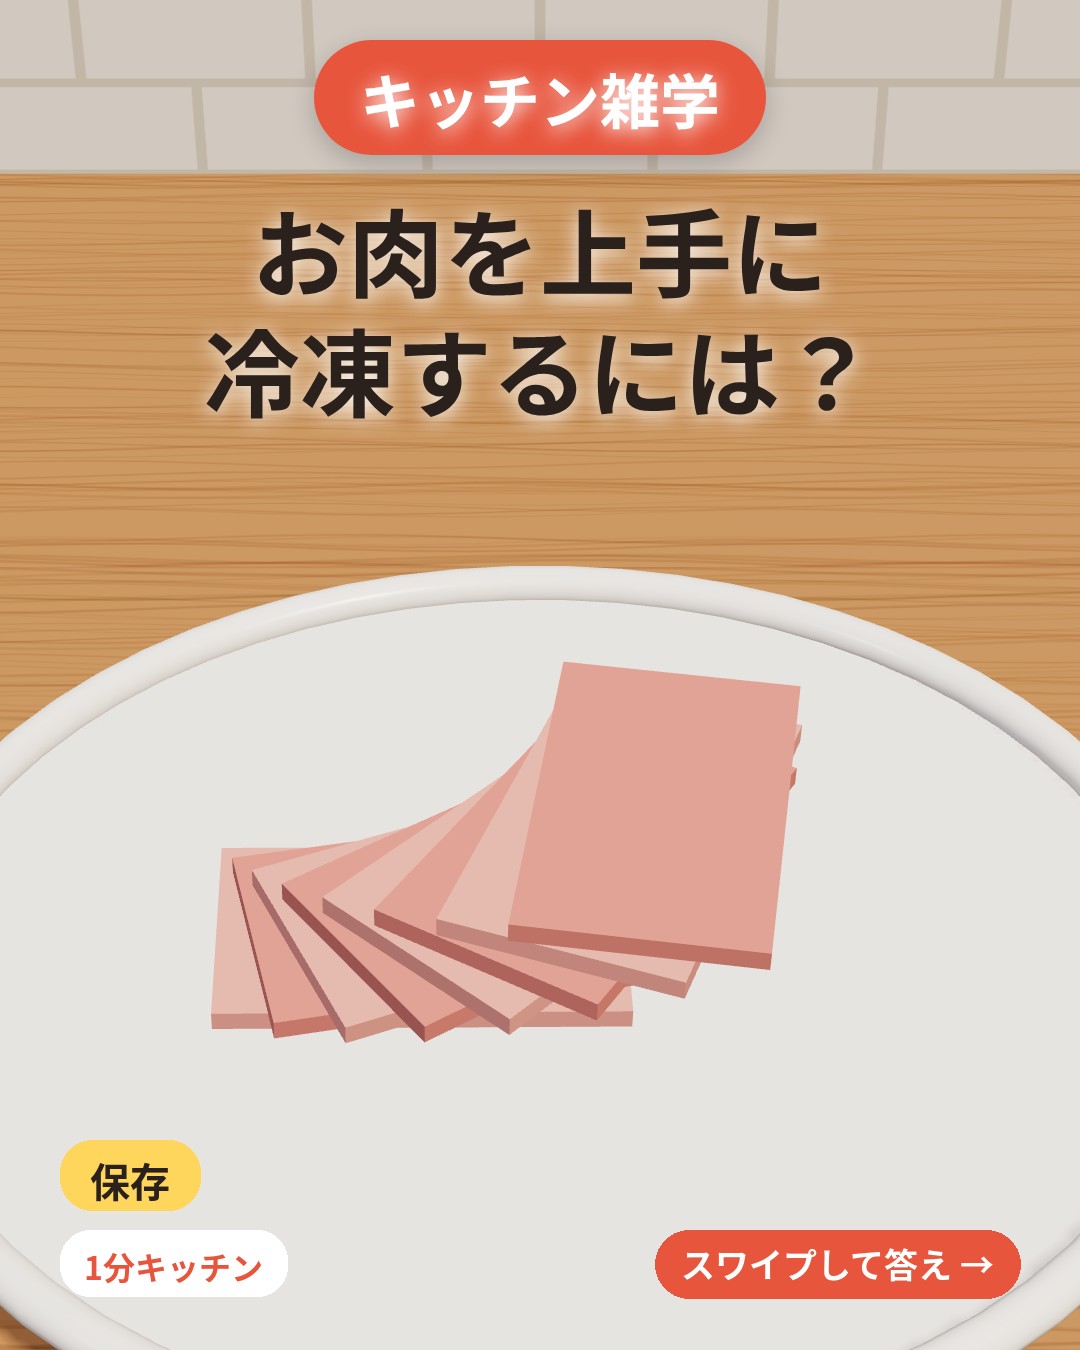 キッチン雑学
お肉を上手に
冷凍するには？
保存
1分キッチン
スワイプして答え →